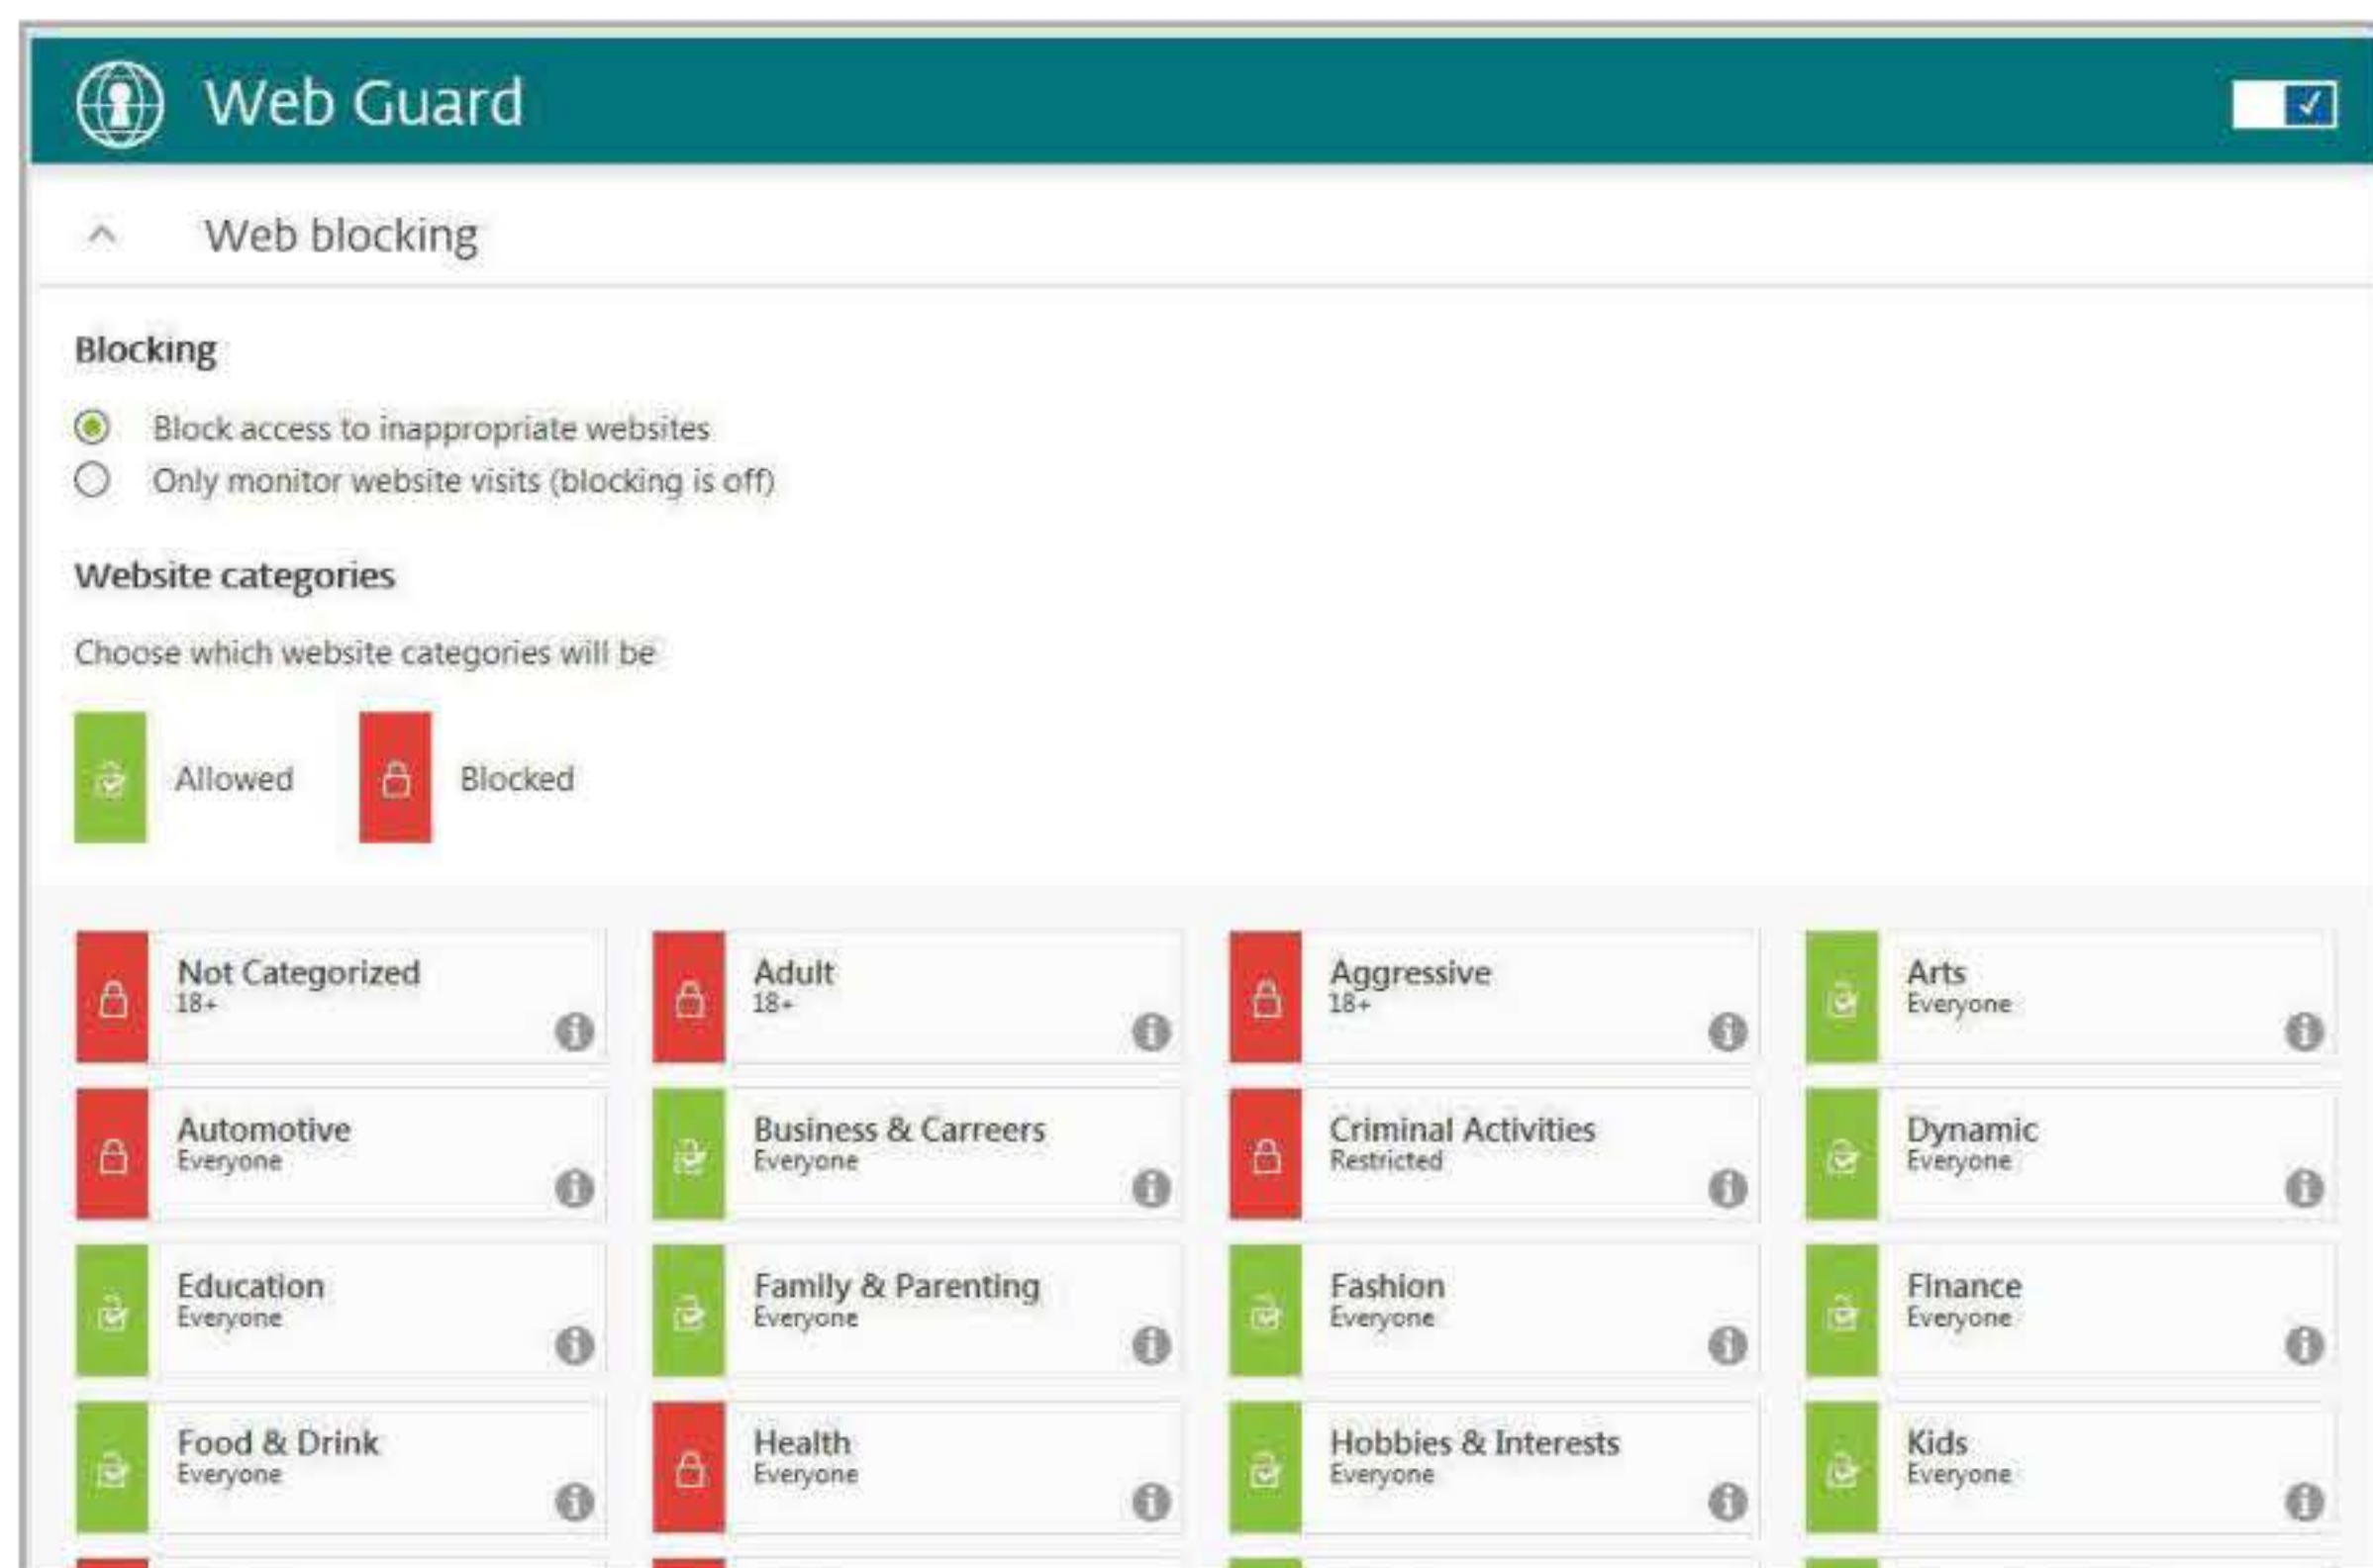 Web Guard
Web blocking
Blocking
Block access to inappropriate websites
Only monitor website visits (blocking is off)
Website categories
Choose which website categories will be
Allowed Blocked
Not Categorized
18+
Adult
18+
Aggressive
18+
Arts
Everyone
Automotive
Everyone
Business & Carreers
Everyone
Criminal Activities
Restricted
Dynamic
Everyone
Education
Everyone
Family & Parenting
Everyone
Fashion
Everyone
Finance
Everyone
Food & Drink
Everyone
Health
Everyone
Hobbies & Interests
Everyone
Kids
Everyone